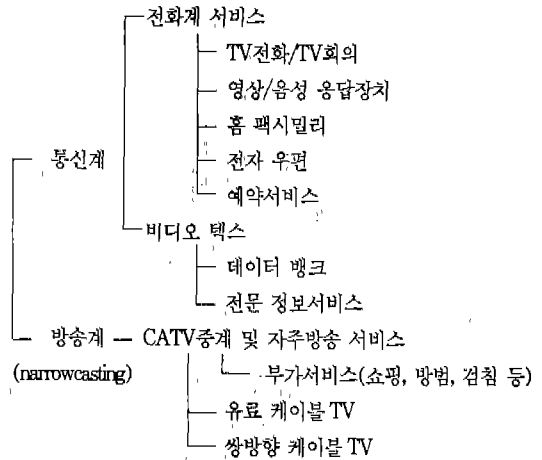 전화계 서비스
TV전화/TV회의
영상/음성 응답장치
홈 팩시밀리
통신계
전자 우편
예약서비스
비디오 텍스
데이터 뱅크
전문 정보서비스
방송계 CATV중계 및 자주방송 서비스
(narrowcasting) 부가서비스(쇼핑, 방범, 검침 등)
유료 케이블 TV
쌍방향 케이블 TV